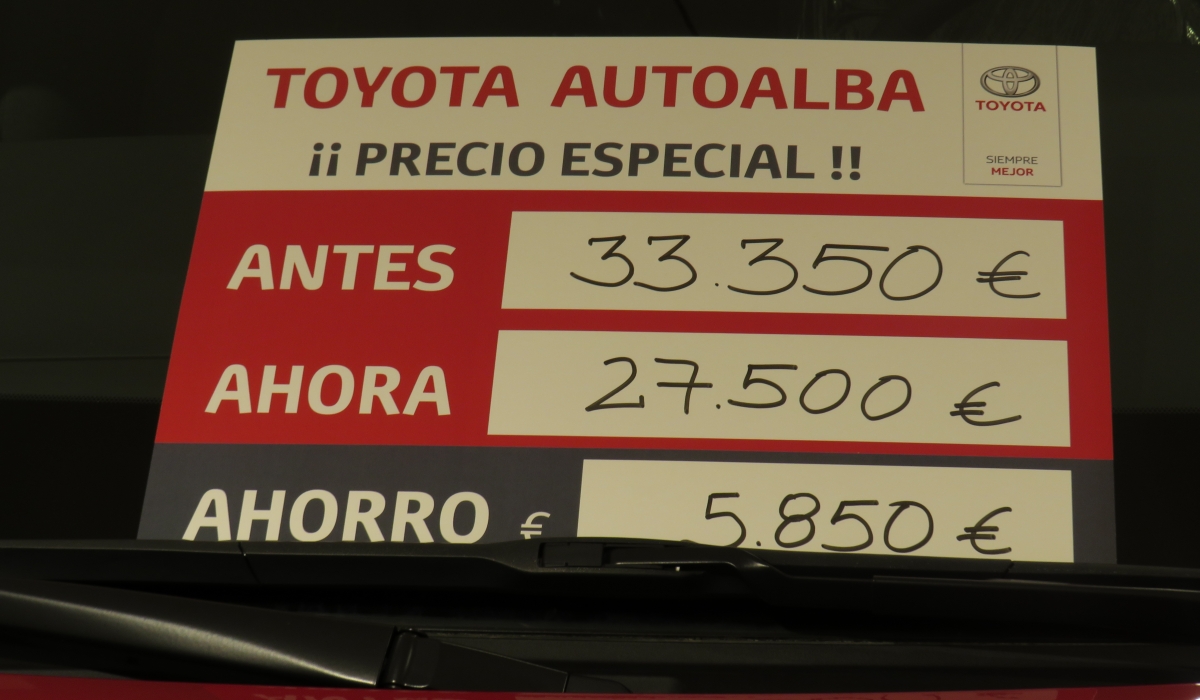 TOYOTA AUTOALBA
¡¡ PRECIO ESPECIAL !!
TOYOTA
SIEMPRE
MEJOR
ANTES 33.350 €
AHORA 27.500 €
AHORRO € 5.850 €